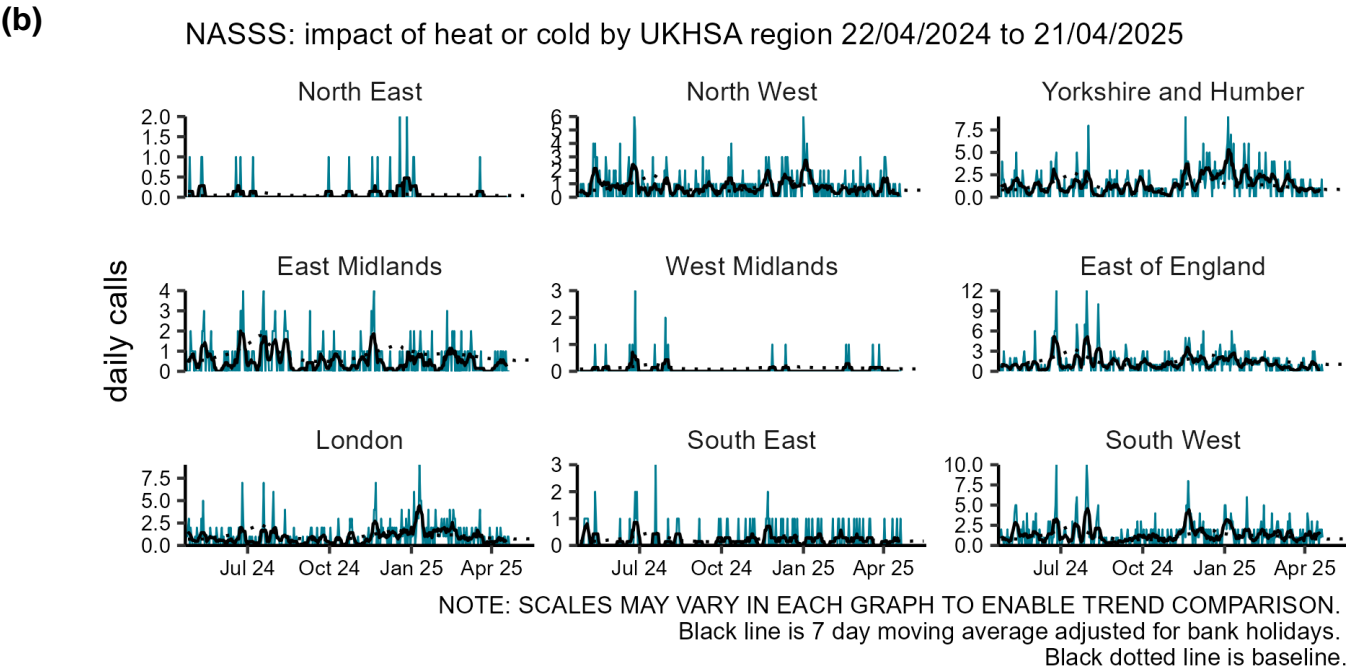 (b)
NASSS: impact of heat or cold by UKHSA region 22/04/2024 to 21/04/2025
North East
North West
Yorkshire and Humber
2.0
1.5
1.0
0.5
0.0
6
5
4
3
2
1
0
7.5
5.0
2.5
0.0
East Midlands
West Midlands
East of England
daily calls
4
3
2
1
0
3
2
1
0
12
9
6
3
0
London
South East
South West
7.5
5.0
2.5
0.0
3
2
1
0
10.0
7.5
5.0
2.5
0.0
Jul 24 Oct 24 Jan 25 Apr 25
Jul 24 Oct 24 Jan 25 Apr 25
Jul 24 Oct 24 Jan 25 Apr 25
NOTE: SCALES MAY VARY IN EACH GRAPH TO ENABLE TREND COMPARISON.
Black line is 7 day moving average adjusted for bank holidays.
Black dotted line is baseline.